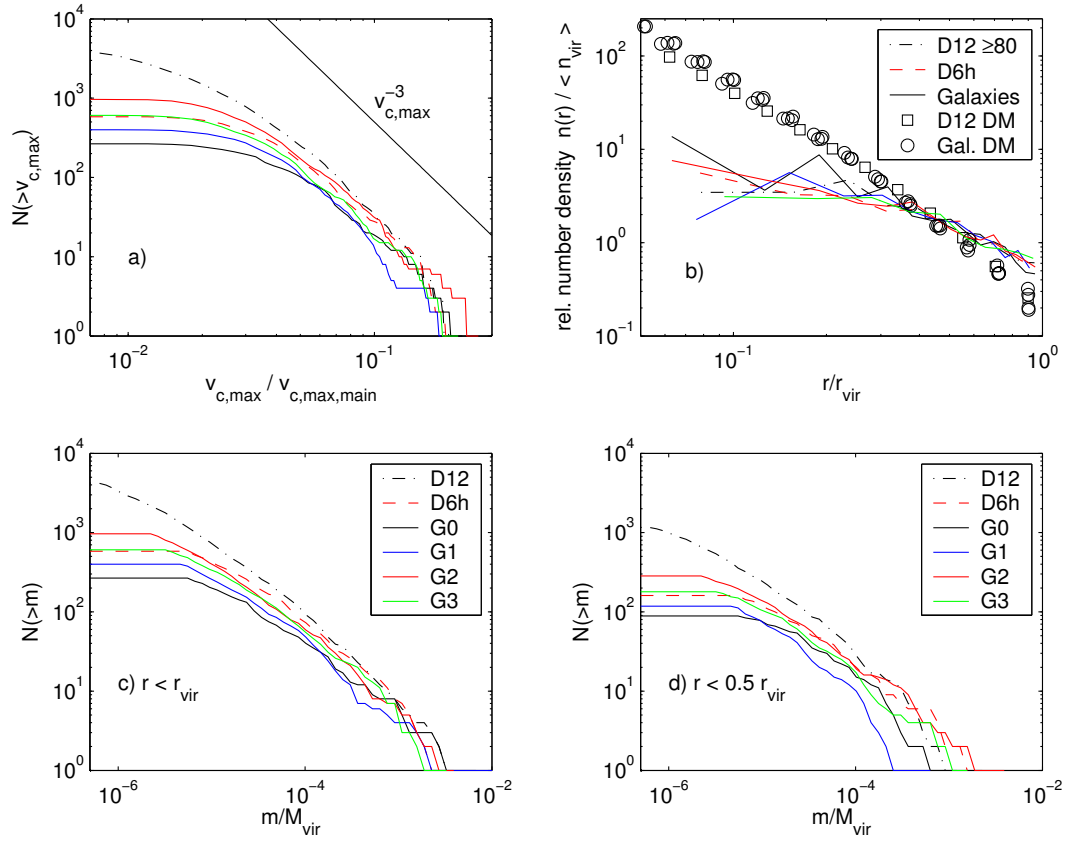 10^4
10^3
10^2
10^1
10^0
N(>v_c,max)
v_c,max^-3
a)
10^-2
10^-1
v_c,max / v_c,max,main
10^2
10^1
10^0
10^-1
rel. number density n(r) / < n_vir >
D12 ≥80
D6h
Galaxies
D12 DM
Gal. DM
b)
10^-1
10^0
r/r_vir
10^4
10^3
10^2
10^1
10^0
N(>m)
D12
D6h
G0
G1
G2
G3
c) r < r_vir
10^-6
10^-4
10^-2
m/M_vir
10^4
10^3
10^2
10^1
10^0
N(>m)
D12
D6h
G0
G1
G2
G3
d) r < 0.5 r_vir
10^-6
10^-4
10^-2
m/M_vir